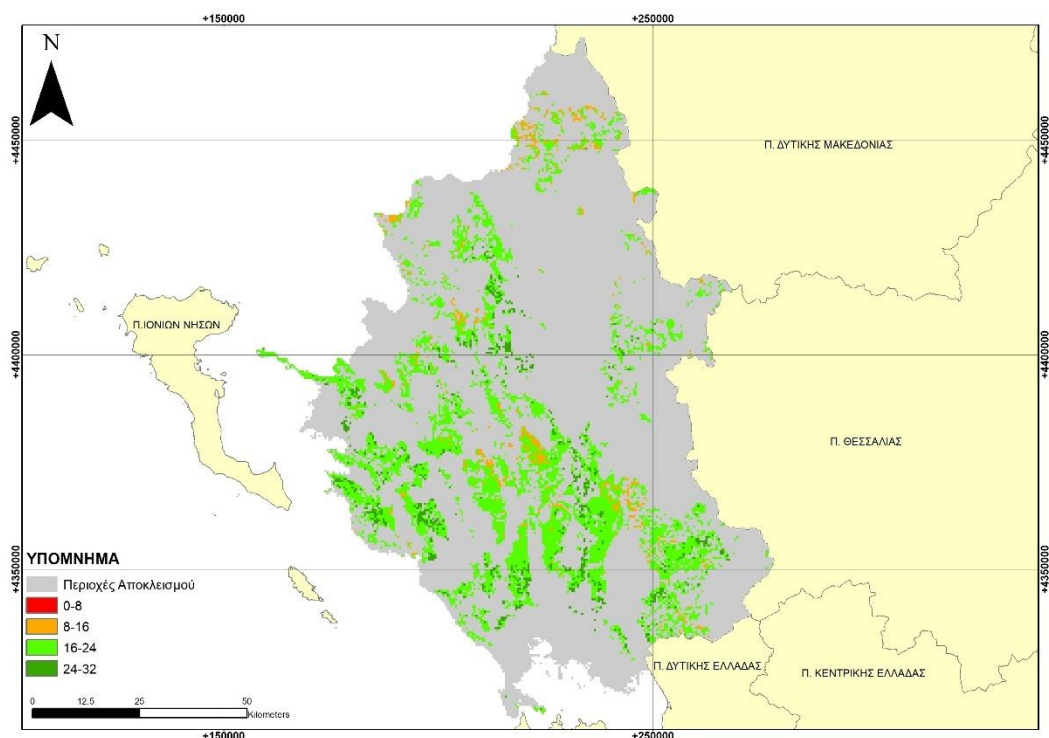 +150000
+250000
N
+4450000
+4450000
Π. ΔΥΤΙΚΗΣ ΜΑΚΕΔΟΝΙΑΣ
Π.ΙΟΝΙΩΝ ΝΗΣΩΝ
+4400000
+4400000
Π. ΘΕΣΣΑΛΙΑΣ
ΥΠΟΜΝΗΜΑ
Περιοχές Αποκλεισμού
0-8
8-16
16-24
24-32
+4350000
+4350000
Π. ΔΥΤΙΚΗΣ ΕΛΛΑΔΑΣ
Π. ΚΕΝΤΡΙΚΗΣ ΕΛΛΑΔΑΣ
0 12.5 25 50
Kilometers
+150000
+250000